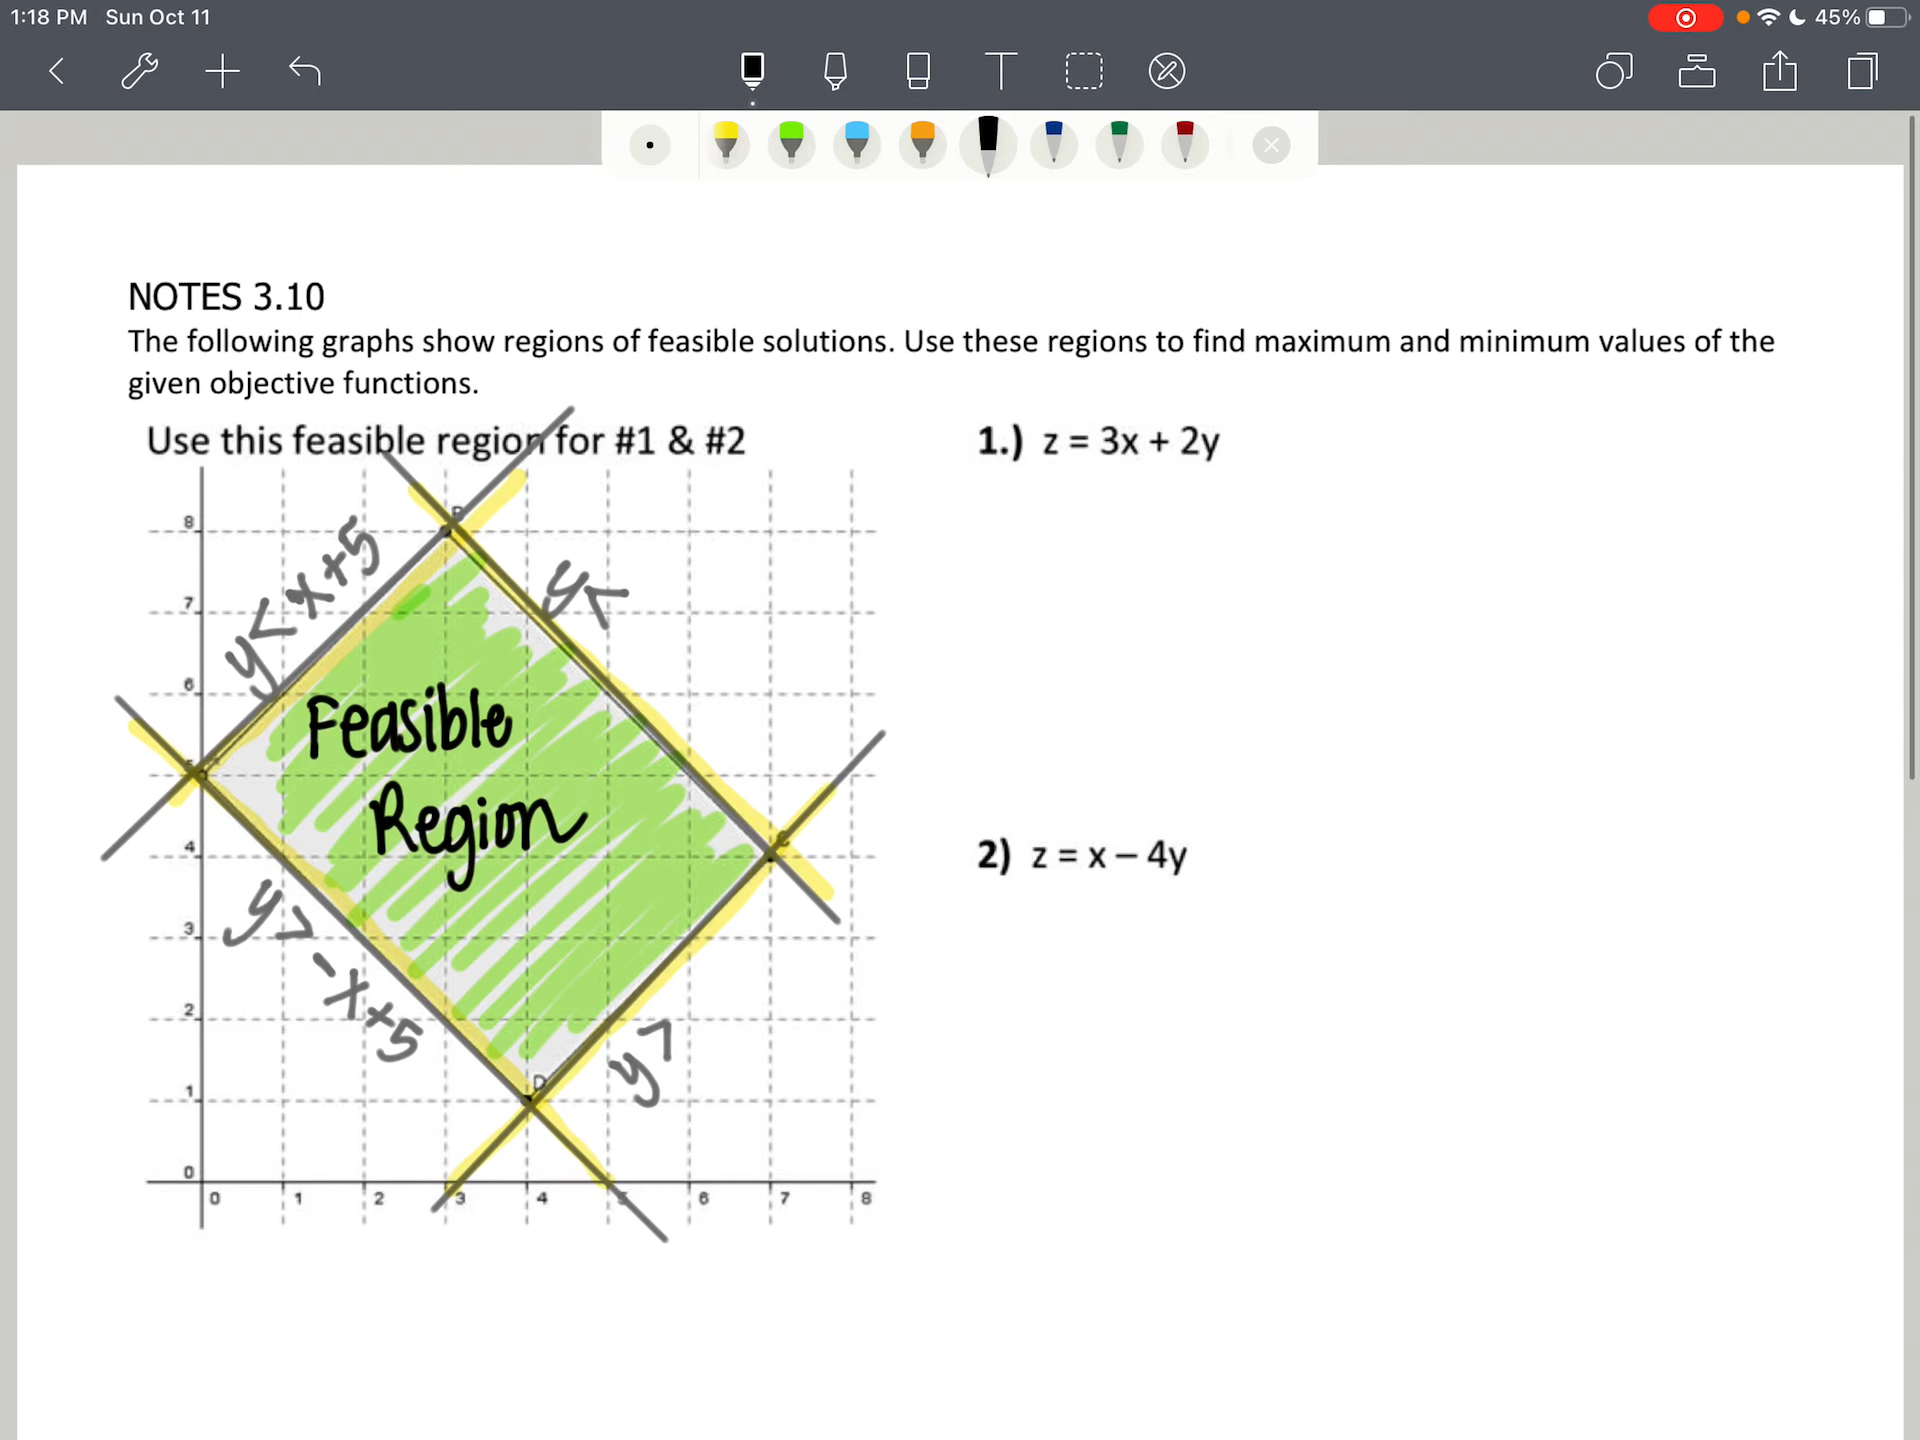 1:18 PM Sun Oct 11
45%
NOTES 3.10
The following graphs show regions of feasible solutions. Use these regions to find maximum and minimum values of the
given objective functions.
Use this feasible region for #1 & #2
1.) z = 3x + 2y
8
7
6
4
3
2
1
0
0 1 2 3 4 5 6 7 8
D
y< x+5
y<
Feasible
Region
y> -x+5
y>
2) z = x – 4y